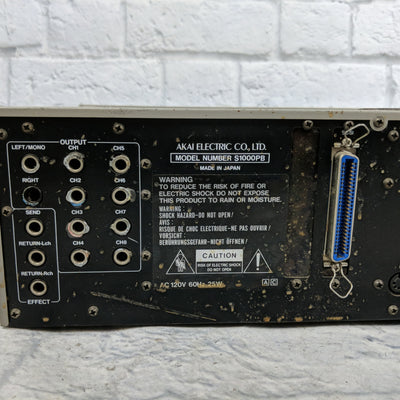 OUTPUT
LEFT/MONO CH1 CH5
RIGHT CH2 CH6
SEND CH3 CH7
RETURN-Lch CH4 CH8
RETURN-Rch
EFFECT
AKAI ELECTRIC CO., LTD.
MODEL NUMBER S1000PB
MADE IN JAPAN
WARNING
TO REDUCE THE RISK OF FIRE OR
ELECTRIC SHOCK DO NOT EXPOSE
THIS PRODUCT TO RAIN OR MOISTURE.
WARNING:
SHOCK HAZARD-DO NOT OPEN!
AVIS:
RISQUE DE CHOC ELECTRIQUE-NE PAS OUVRIR!
VORSICHT:
BERÜHRUNGSGEFAHR-NICHT ÖFFNEN!
CAUTION
RISK OF ELECTRIC SHOCK
DO NOT OPEN
AC 120V 60Hz 25W
A C